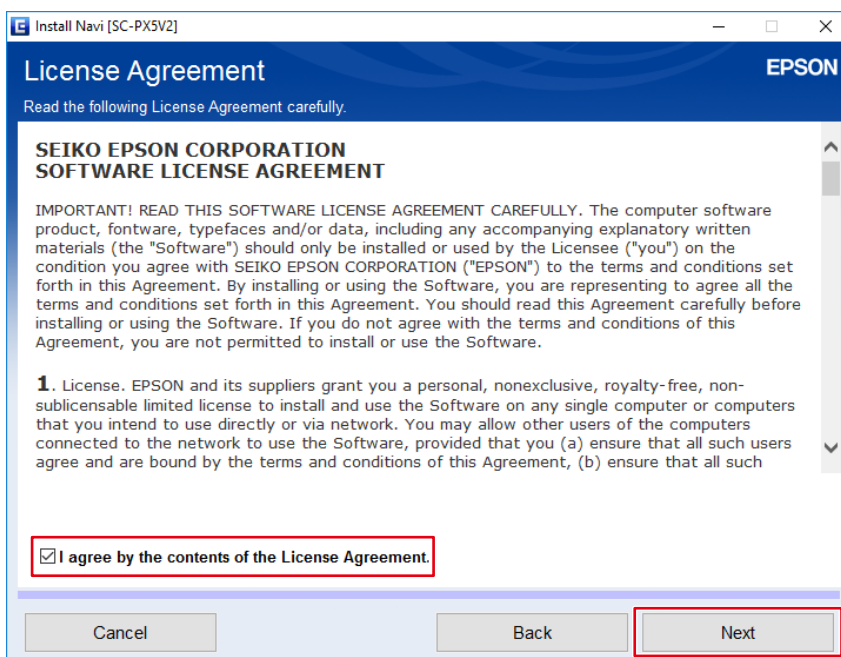 Install Navi [SC-PX5V2]
License Agreement
EPSON
Read the following License Agreement carefully.
SEIKO EPSON CORPORATION
SOFTWARE LICENSE AGREEMENT
IMPORTANT! READ THIS SOFTWARE LICENSE AGREEMENT CAREFULLY. The computer software
product, fontware, typefaces and/or data, including any accompanying explanatory written
materials (the "Software") should only be installed or used by the Licensee ("you") on the
condition you agree with SEIKO EPSON CORPORATION ("EPSON") to the terms and conditions set
forth in this Agreement. By installing or using the Software, you are representing to agree all the
terms and conditions set forth in this Agreement. You should read this Agreement carefully before
installing or using the Software. If you do not agree with the terms and conditions of this
Agreement, you are not permitted to install or use the Software.
1. License. EPSON and its suppliers grant you a personal, nonexclusive, royalty-free, non-
sublicensable limited license to install and use the Software on any single computer or computers
that you intend to use directly or via network. You may allow other users of the computers
connected to the network to use the Software, provided that you (a) ensure that all such users
agree and are bound by the terms and conditions of this Agreement, (b) ensure that all such
I agree by the contents of the License Agreement.
Cancel
Back
Next